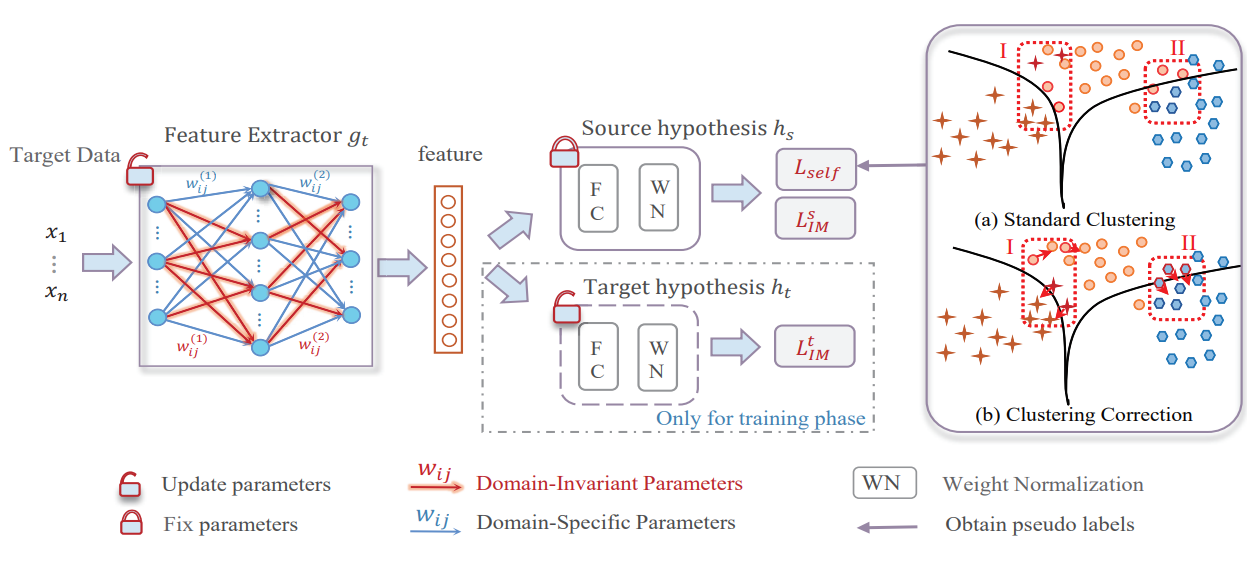 Target Data
x_1
⋮
x_n
Feature Extractor g_t
w_{ij}^{(1)}
w_{ij}^{(2)}
w_{ij}^{(1)}
w_{ij}^{(2)}
feature
Source hypothesis h_s
F
C
W
N
L_{self}
L_{IM}^{s}
Target hypothesis h_t
F
C
W
N
L_{IM}^{t}
Only for training phase
I
II
(a) Standard Clustering
I
II
(b) Clustering Correction
Update parameters
Fix parameters
w_{ij}
Domain-Invariant Parameters
w_{ij}
Domain-Specific Parameters
WN
Weight Normalization
Obtain pseudo labels